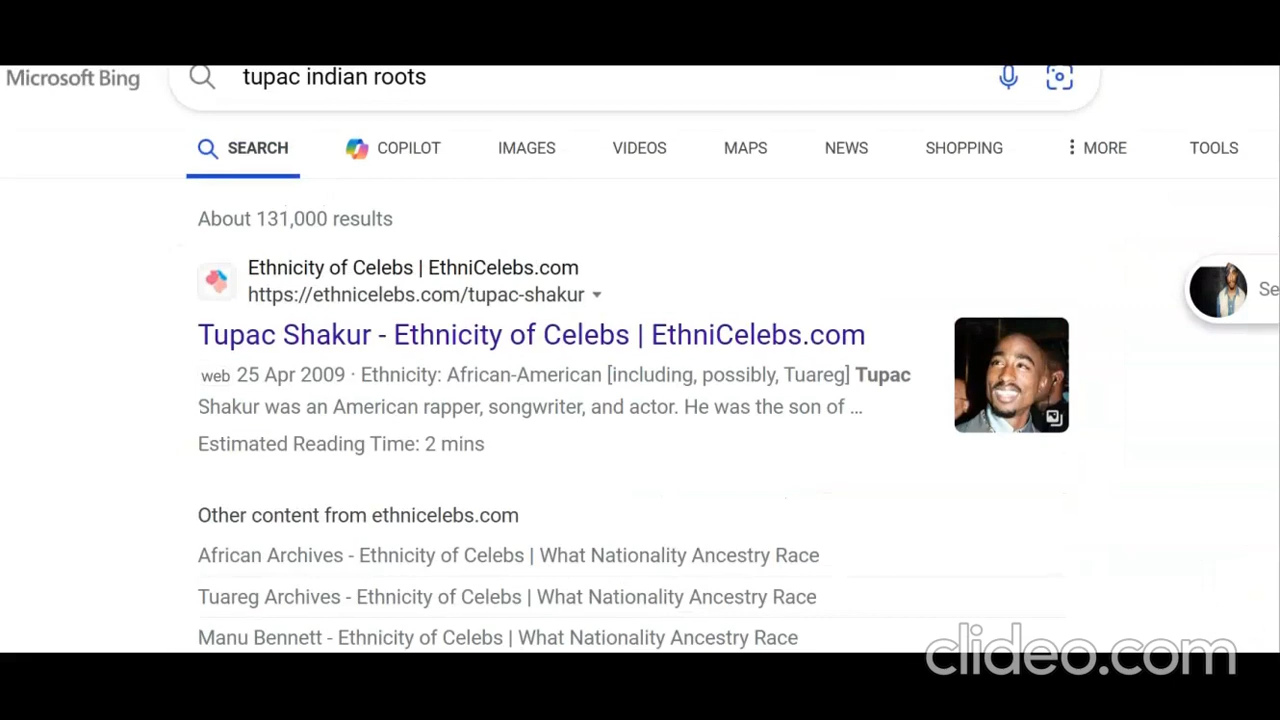 Microsoft Bing
tupac indian roots
SEARCH
COPILOT
IMAGES
VIDEOS
MAPS
NEWS
SHOPPING
MORE
TOOLS
About 131,000 results
Ethnicity of Celebs | EthniCelebs.com
https://ethnicelebs.com/tupac-shakur
Tupac Shakur - Ethnicity of Celebs | EthniCelebs.com
web 25 Apr 2009 · Ethnicity: African-American [including, possibly, Tuareg] Tupac
Shakur was an American rapper, songwriter, and actor. He was the son of ...
Estimated Reading Time: 2 mins
Se
Other content from ethnicelebs.com
African Archives - Ethnicity of Celebs | What Nationality Ancestry Race
Tuareg Archives - Ethnicity of Celebs | What Nationality Ancestry Race
Manu Bennett - Ethnicity of Celebs | What Nationality Ancestry Race
clideo.com